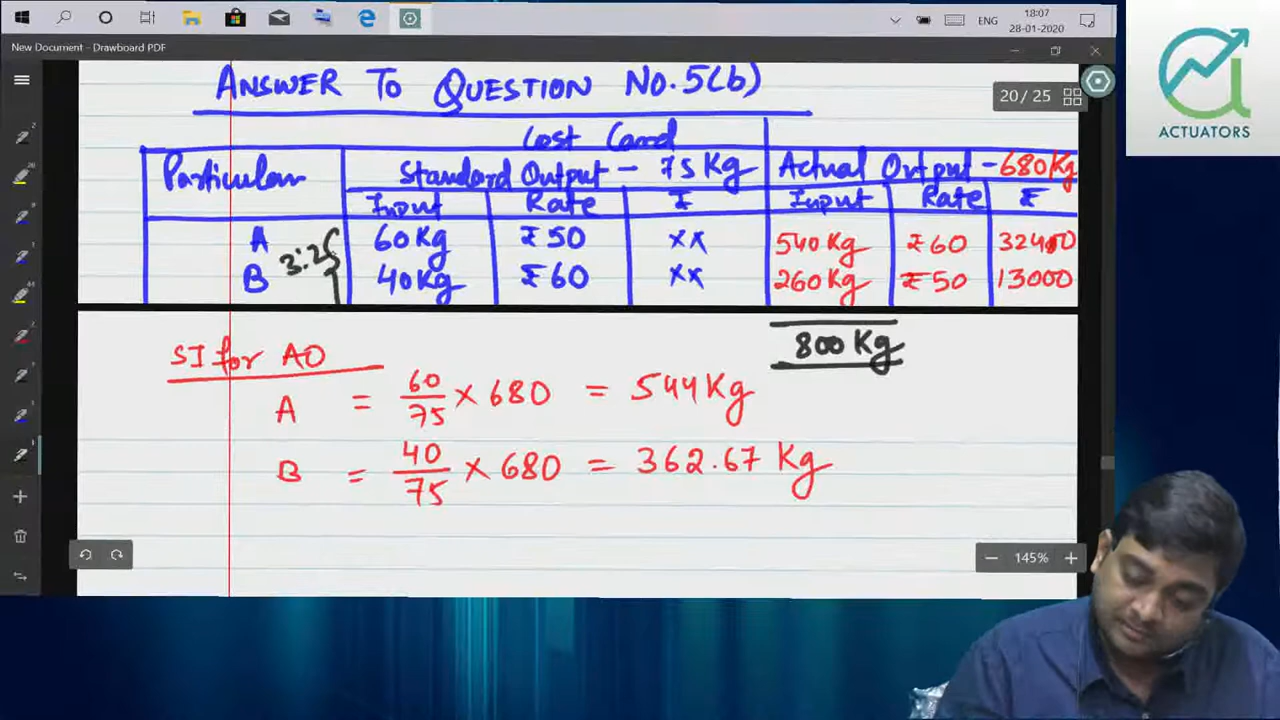 18:07
ENG
28-01-2020
New Document - Drawboard PDF
ACTUATORS
20 / 25
ANSWER TO QUESTION NO.5(b)
Cost Card
Particulars Standard Output - 75 Kg Actual Output - 680 Kg
Input Rate ₹ Input Rate ₹
A 60 Kg ₹ 50 xx 540 Kg ₹ 60 32400
3:2
B 40 Kg ₹ 60 xx 260 Kg ₹ 50 13000
800 Kg
SI for AO
A = 60/75 × 680 = 544 Kg
B = 40/75 × 680 = 362.67 Kg
145%